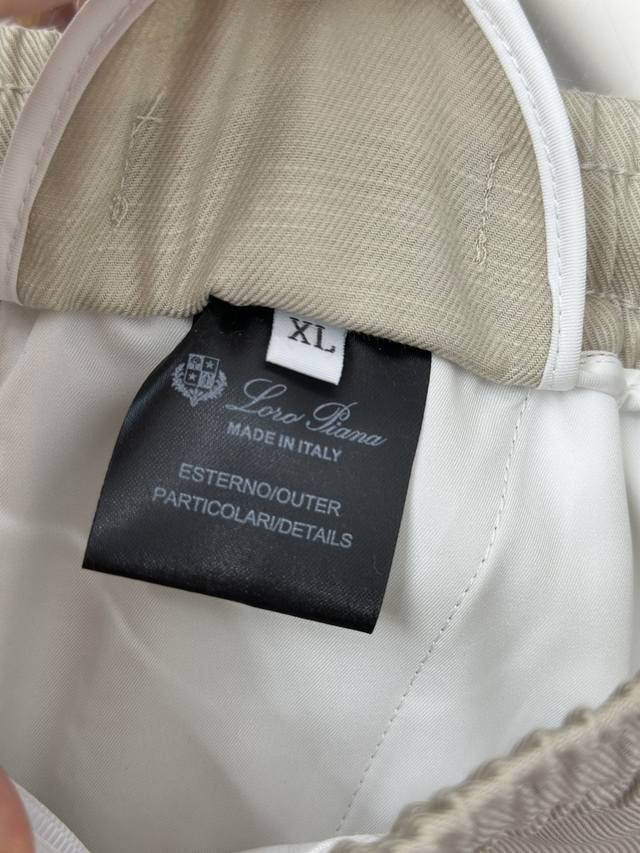 XL
Loro Piana
MADE IN ITALY
ESTERNO/OUTER
PARTICOLARI/DETAILS